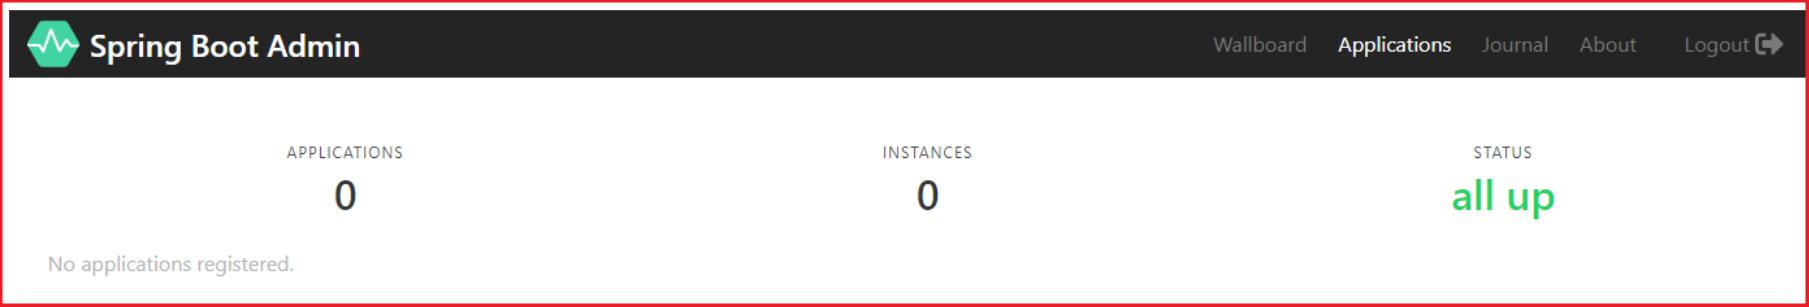 Spring Boot Admin Wallboard Applications Journal About Logout
APPLICATIONS INSTANCES STATUS
0 0 all up
No applications registered.